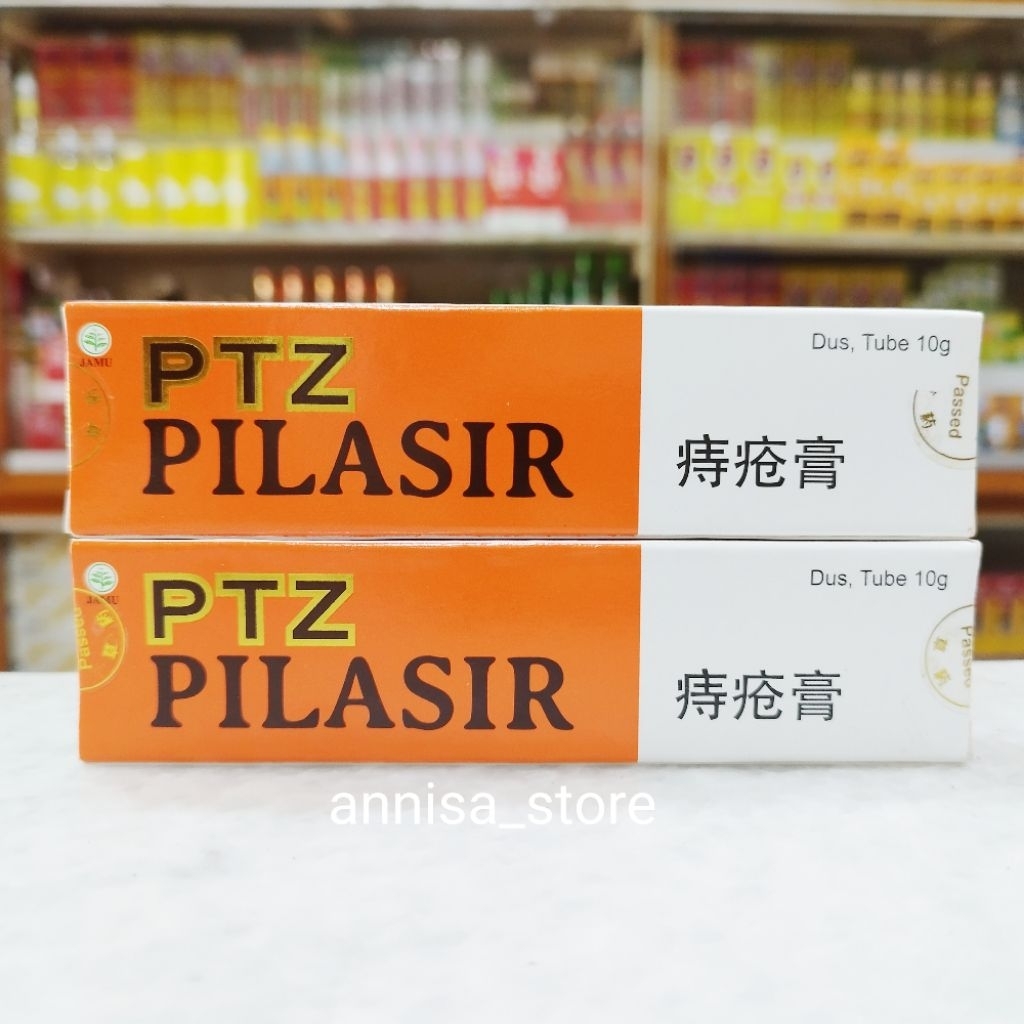 JAMU
PTZ
PILASIR
Dus, Tube 10g
痔疮膏
Passed
JAMU
PTZ
PILASIR
Dus, Tube 10g
痔疮膏
Passed
Passed
annisa_store